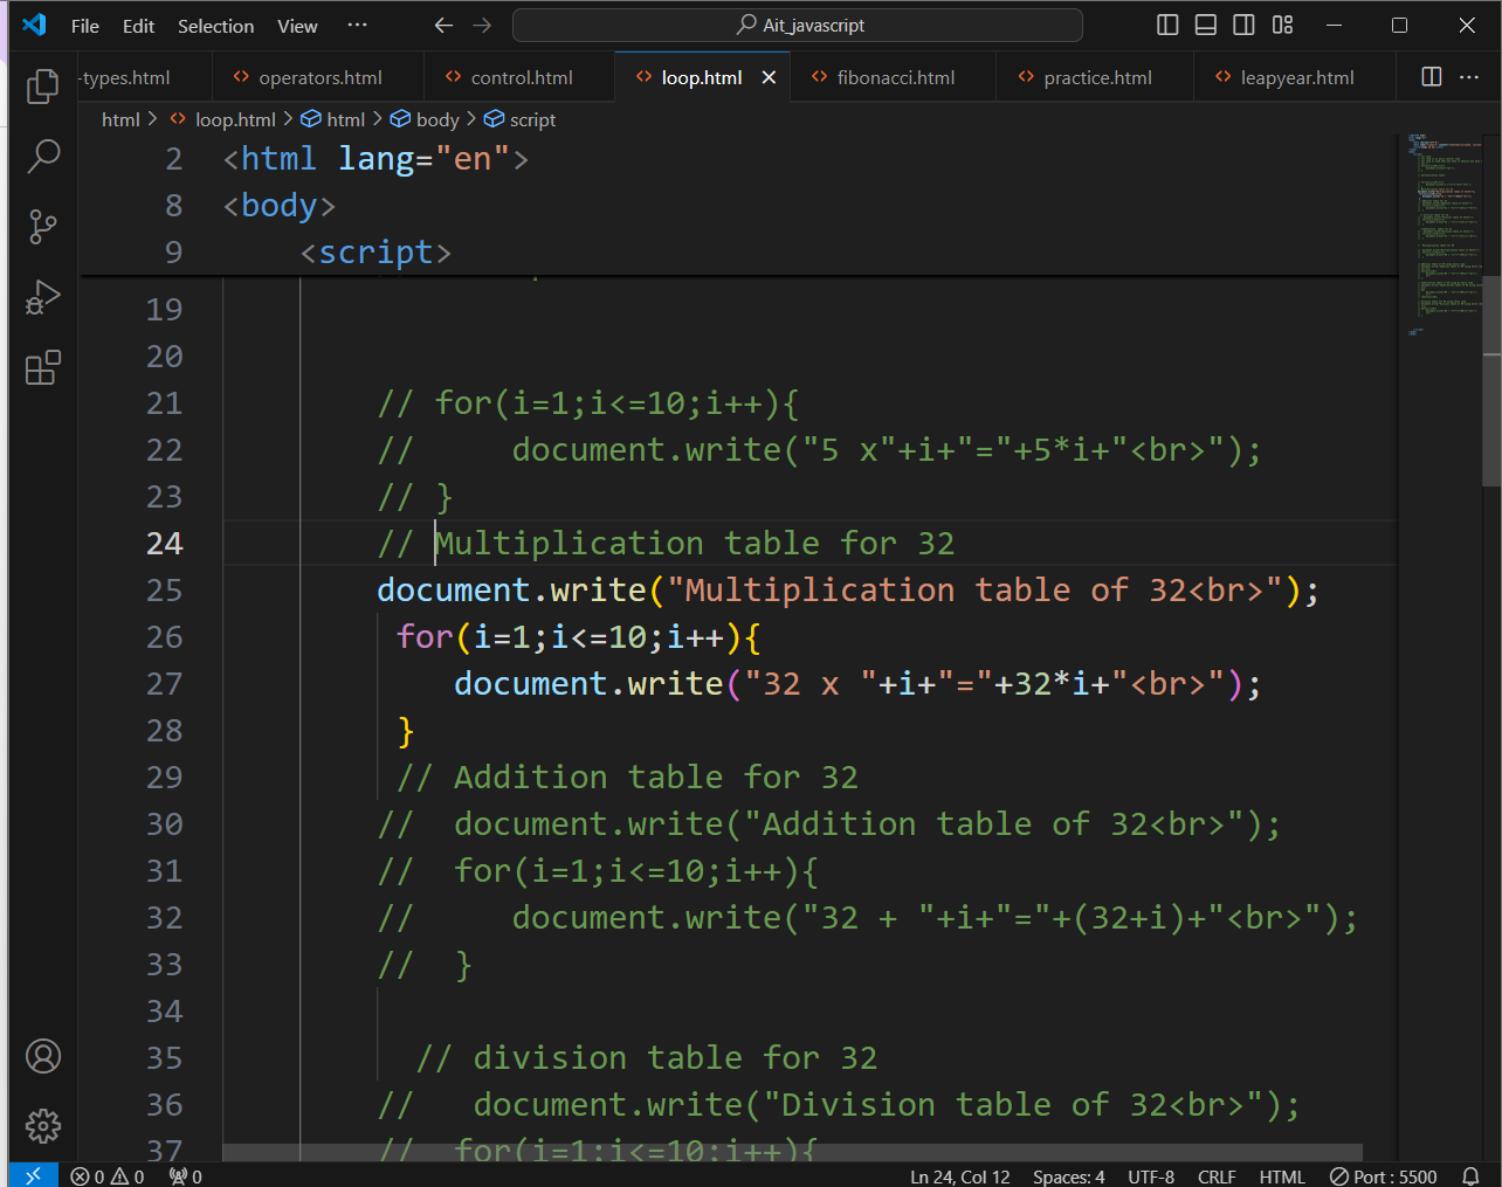 File Edit Selection View ··· Ait_javascript
-types.html operators.html control.html loop.html fibonacci.html practice.html leapyear.html
html > loop.html > html > body > script
2 <html lang="en">
8 <body>
9 <script>
19
20
21 // for(i=1;i<=10;i++){
22 // document.write("5 x"+i+"="+5*i+"<br>");
23 // }
24 // Multiplication table for 32
25 document.write("Multiplication table of 32<br>");
26 for(i=1;i<=10;i++){
27 document.write("32 x "+i+"="+32*i+"<br>");
28 }
29 // Addition table for 32
30 // document.write("Addition table of 32<br>");
31 // for(i=1;i<=10;i++){
32 // document.write("32 + "+i+"="+(32+i)+"<br>");
33 // }
34
35 // division table for 32
36 // document.write("Division table of 32<br>");
37 // for(i=1;i<=10;i++){
0 0 0 Ln 24, Col 12 Spaces: 4 UTF-8 CRLF HTML Port : 5500